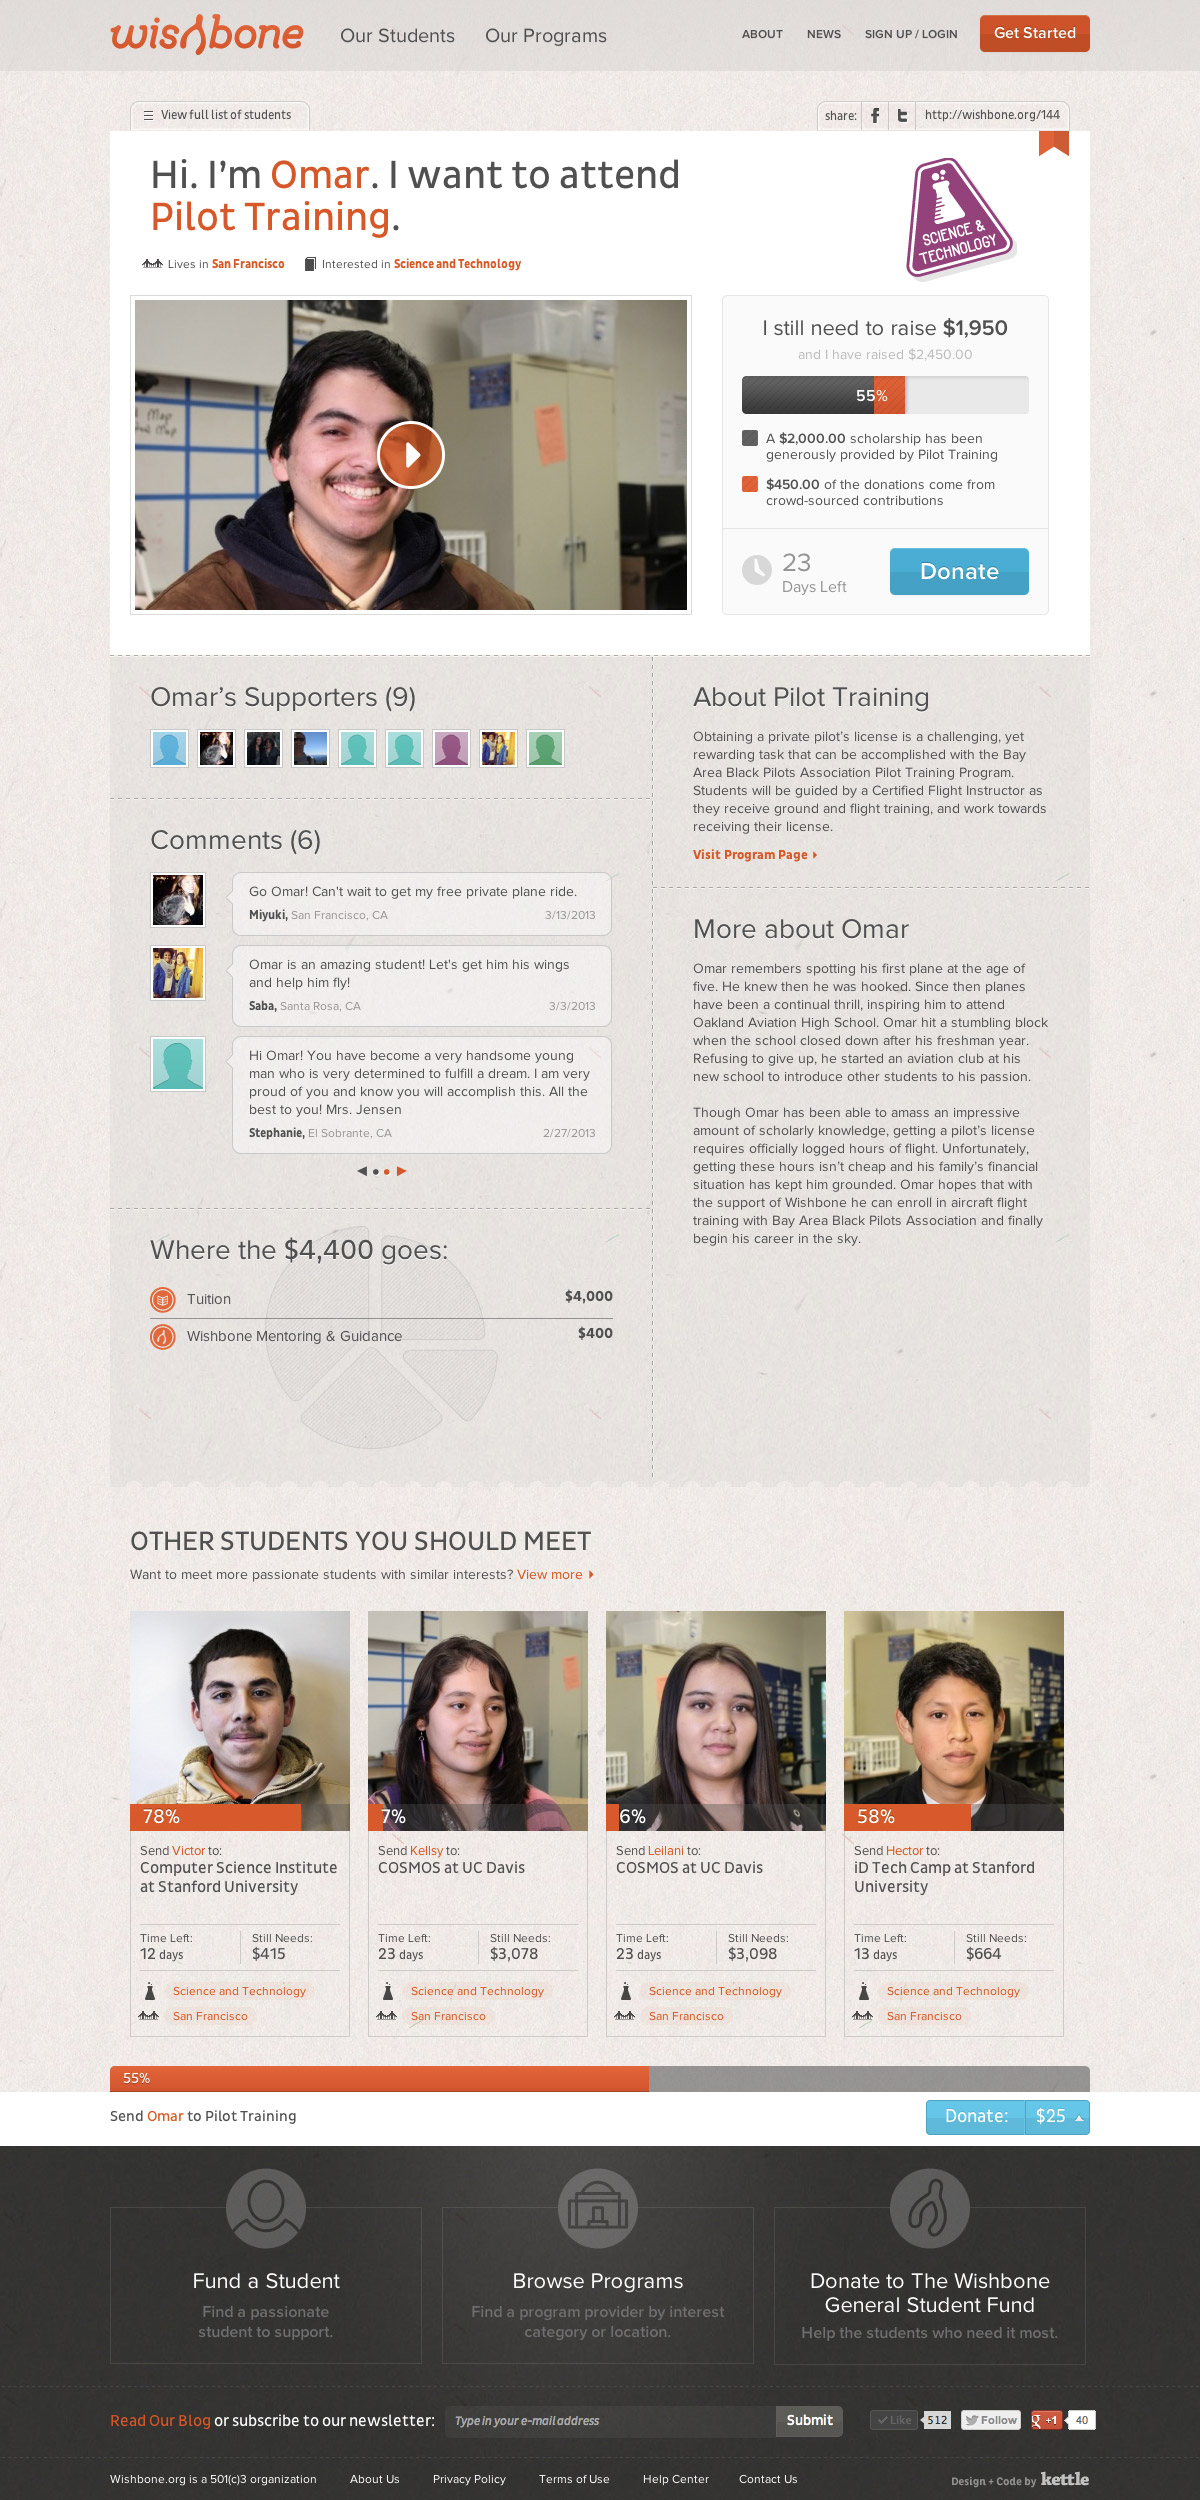 wishbone
Our Students
Our Programs
ABOUT
NEWS
SIGN UP / LOGIN
Get Started
View full list of students
share:
http://wishbone.org/144
Hi. I'm Omar. I want to attend
Pilot Training.
SCIENCE &
TECHNOLOGY
Lives in San Francisco
Interested in Science and Technology
I still need to raise $1,950
and I have raised $2,450.00
55%
A $2,000.00 scholarship has been
generously provided by Pilot Training
$450.00 of the donations come from
crowd-sourced contributions
23
Days Left
Donate
Omar's Supporters (9)
Comments (6)
Go Omar! Can't wait to get my free private plane ride.
Miyuki, San Francisco, CA 3/13/2013
Omar is an amazing student! Let's get him his wings
and help him fly!
Saba, Santa Rosa, CA 3/3/2013
Hi Omar! You have become a very handsome young
man who is very determined to fulfill a dream. I am very
proud of you and know you will accomplish this. All the
best to you! Mrs. Jensen
Stephanie, El Sobrante, CA 2/27/2013
Where the $4,400 goes:
Tuition $4,000
Wishbone Mentoring & Guidance $400
About Pilot Training
Obtaining a private pilot's license is a challenging, yet
rewarding task that can be accomplished with the Bay
Area Black Pilots Association Pilot Training Program.
Students will be guided by a Certified Flight Instructor as
they receive ground and flight training, and work towards
receiving their license.
Visit Program Page
More about Omar
Omar remembers spotting his first plane at the age of
five. He knew then he was hooked. Since then planes
have been a continual thrill, inspiring him to attend
Oakland Aviation High School. Omar hit a stumbling block
when the school closed down after his freshman year.
Refusing to give up, he started an aviation club at his
new school to introduce other students to his passion.
Though Omar has been able to amass an impressive
amount of scholarly knowledge, getting a pilot's license
requires officially logged hours of flight. Unfortunately,
getting these hours isn't cheap and his family's financial
situation has kept him grounded. Omar hopes that with
the support of Wishbone he can enroll in aircraft flight
training with Bay Area Black Pilots Association and finally
begin his career in the sky.
OTHER STUDENTS YOU SHOULD MEET
Want to meet more passionate students with similar interests? View more
78%
Send Victor to:
Computer Science Institute
at Stanford University
Time Left:
12 days
Still Needs:
$415
Science and Technology
San Francisco
7%
Send Kellsy to:
COSMOS at UC Davis
Time Left:
23 days
Still Needs:
$3,078
Science and Technology
San Francisco
6%
Send Leilani to:
COSMOS at UC Davis
Time Left:
23 days
Still Needs:
$3,098
Science and Technology
San Francisco
58%
Send Hector to:
iD Tech Camp at Stanford
University
Time Left:
13 days
Still Needs:
$664
Science and Technology
San Francisco
55%
Send Omar to Pilot Training
Donate: $25
Fund a Student
Find a passionate
student to support.
Browse Programs
Find a program provider by interest
category or location.
Donate to The Wishbone
General Student Fund
Help the students who need it most.
Read Our Blog or subscribe to our newsletter:
Type in your e-mail address
Submit
Like 512
Follow
g +1 40
Wishbone.org is a 501(c)3 organization
About Us
Privacy Policy
Terms of Use
Help Center
Contact Us
Design + Code by kettle